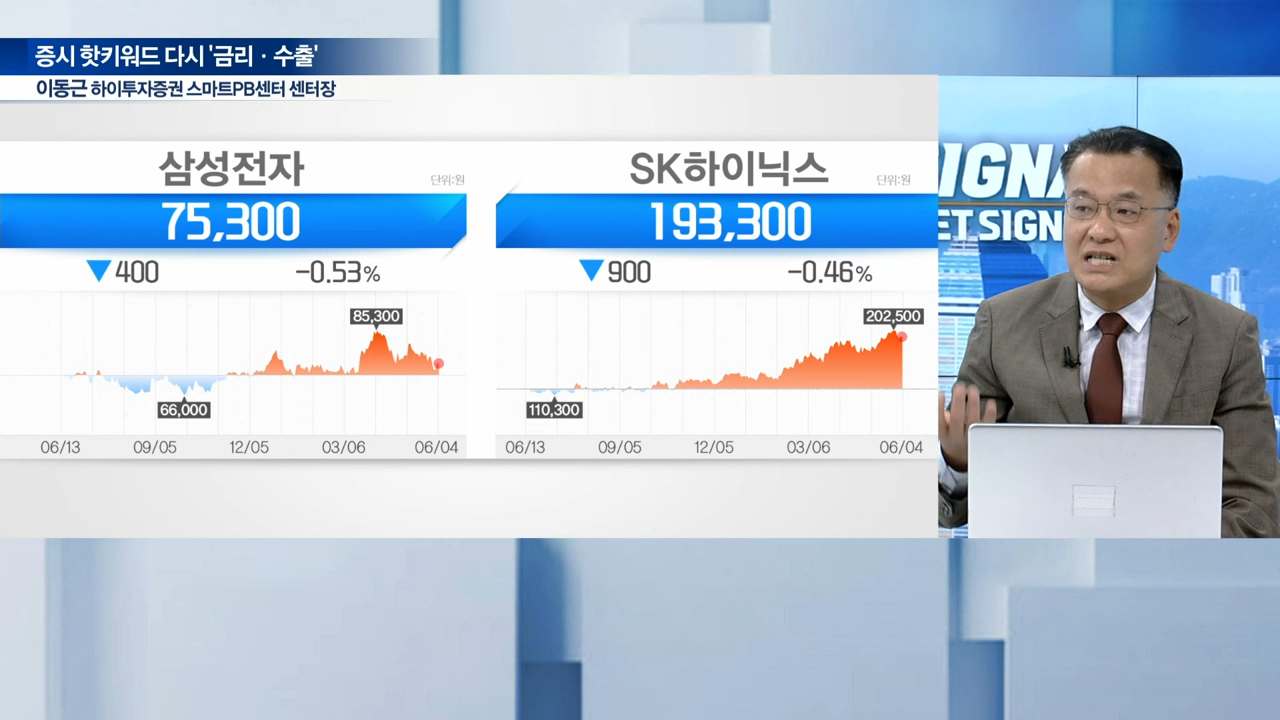 증시 핫키워드 다시 '금리 · 수출'
이동근 하이투자증권 스마트PB센터 센터장
삼성전자
단위:원
75,300
▼400 -0.53%
85,300
66,000
06/13 09/05 12/05 03/06 06/04
SK하이닉스
단위:원
193,300
▼900 -0.46%
202,500
110,300
06/13 09/05 12/05 03/06 06/04
SIGNA
ET SIGN